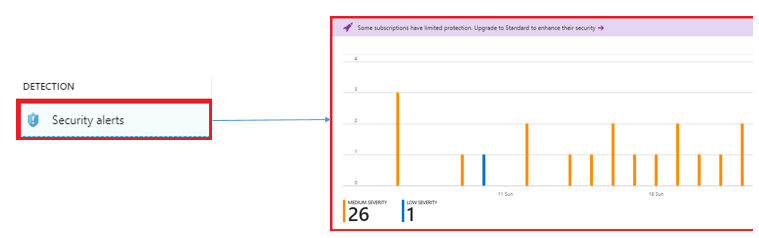 DETECTION
Security alerts
Some subscriptions have limited protection. Upgrade to Standard to enhance their security →
4
3
2
1
0
11 Sun
18 Sun
MEDIUM SEVERITY
26
LOW SEVERITY
1